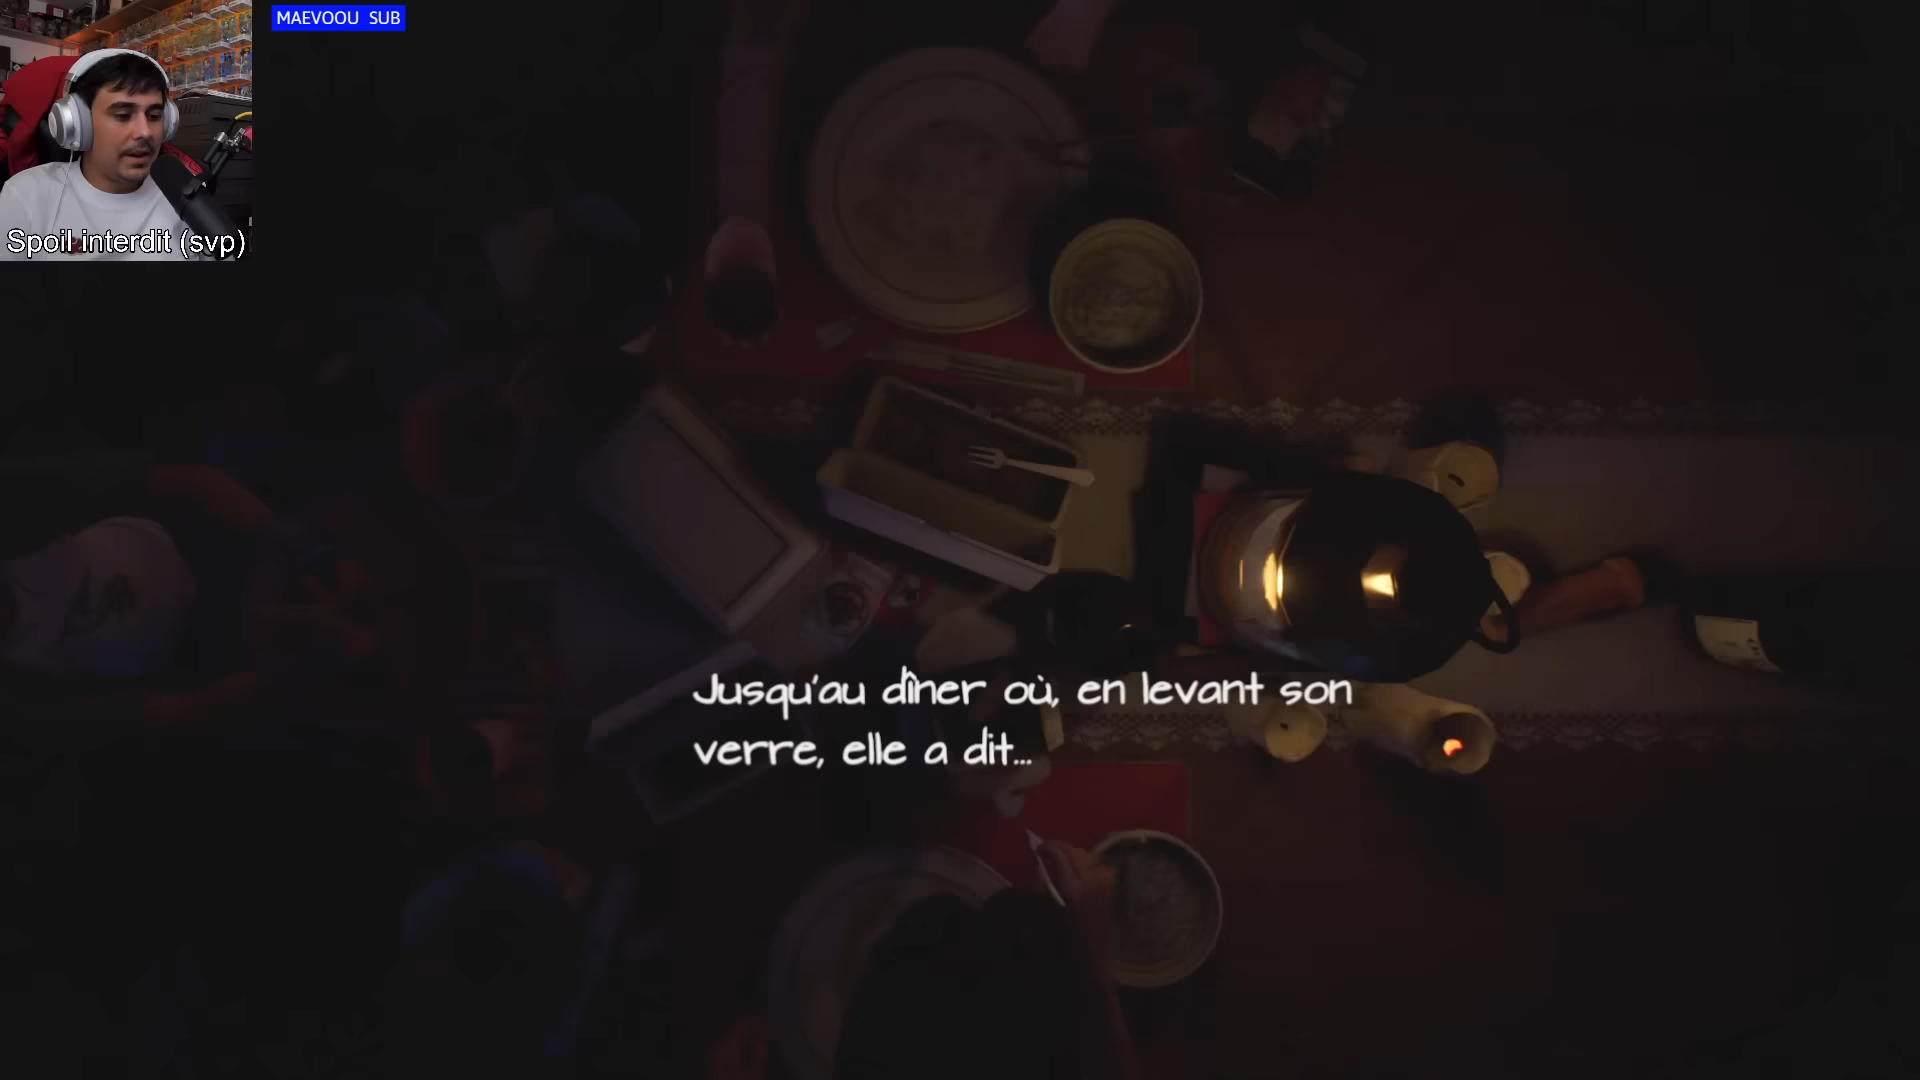 MAEVOOU SUB
Spoil interdit (svp)
Jusqu'au dîner où, en levant son
verre, elle a dit...